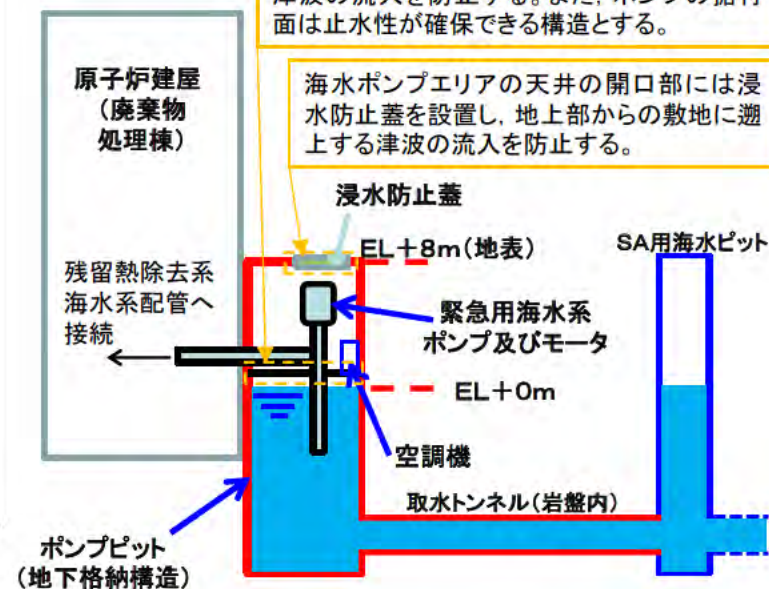 面は止水性が確保できる構造とする。
海水ポンプエリアの天井の開口部には浸
水防止蓋を設置し，地上部からの敷地に遡
上する津波の流入を防止する。
原子炉建屋
（廃棄物
処理棟）
浸水防止蓋
EL＋8m（地表）
SA用海水ピット
残留熱除去系
海水系配管へ
接続
緊急用海水系
ポンプ及びモータ
EL＋0m
空調機
取水トンネル（岩盤内）
ポンプピット
（地下格納構造）